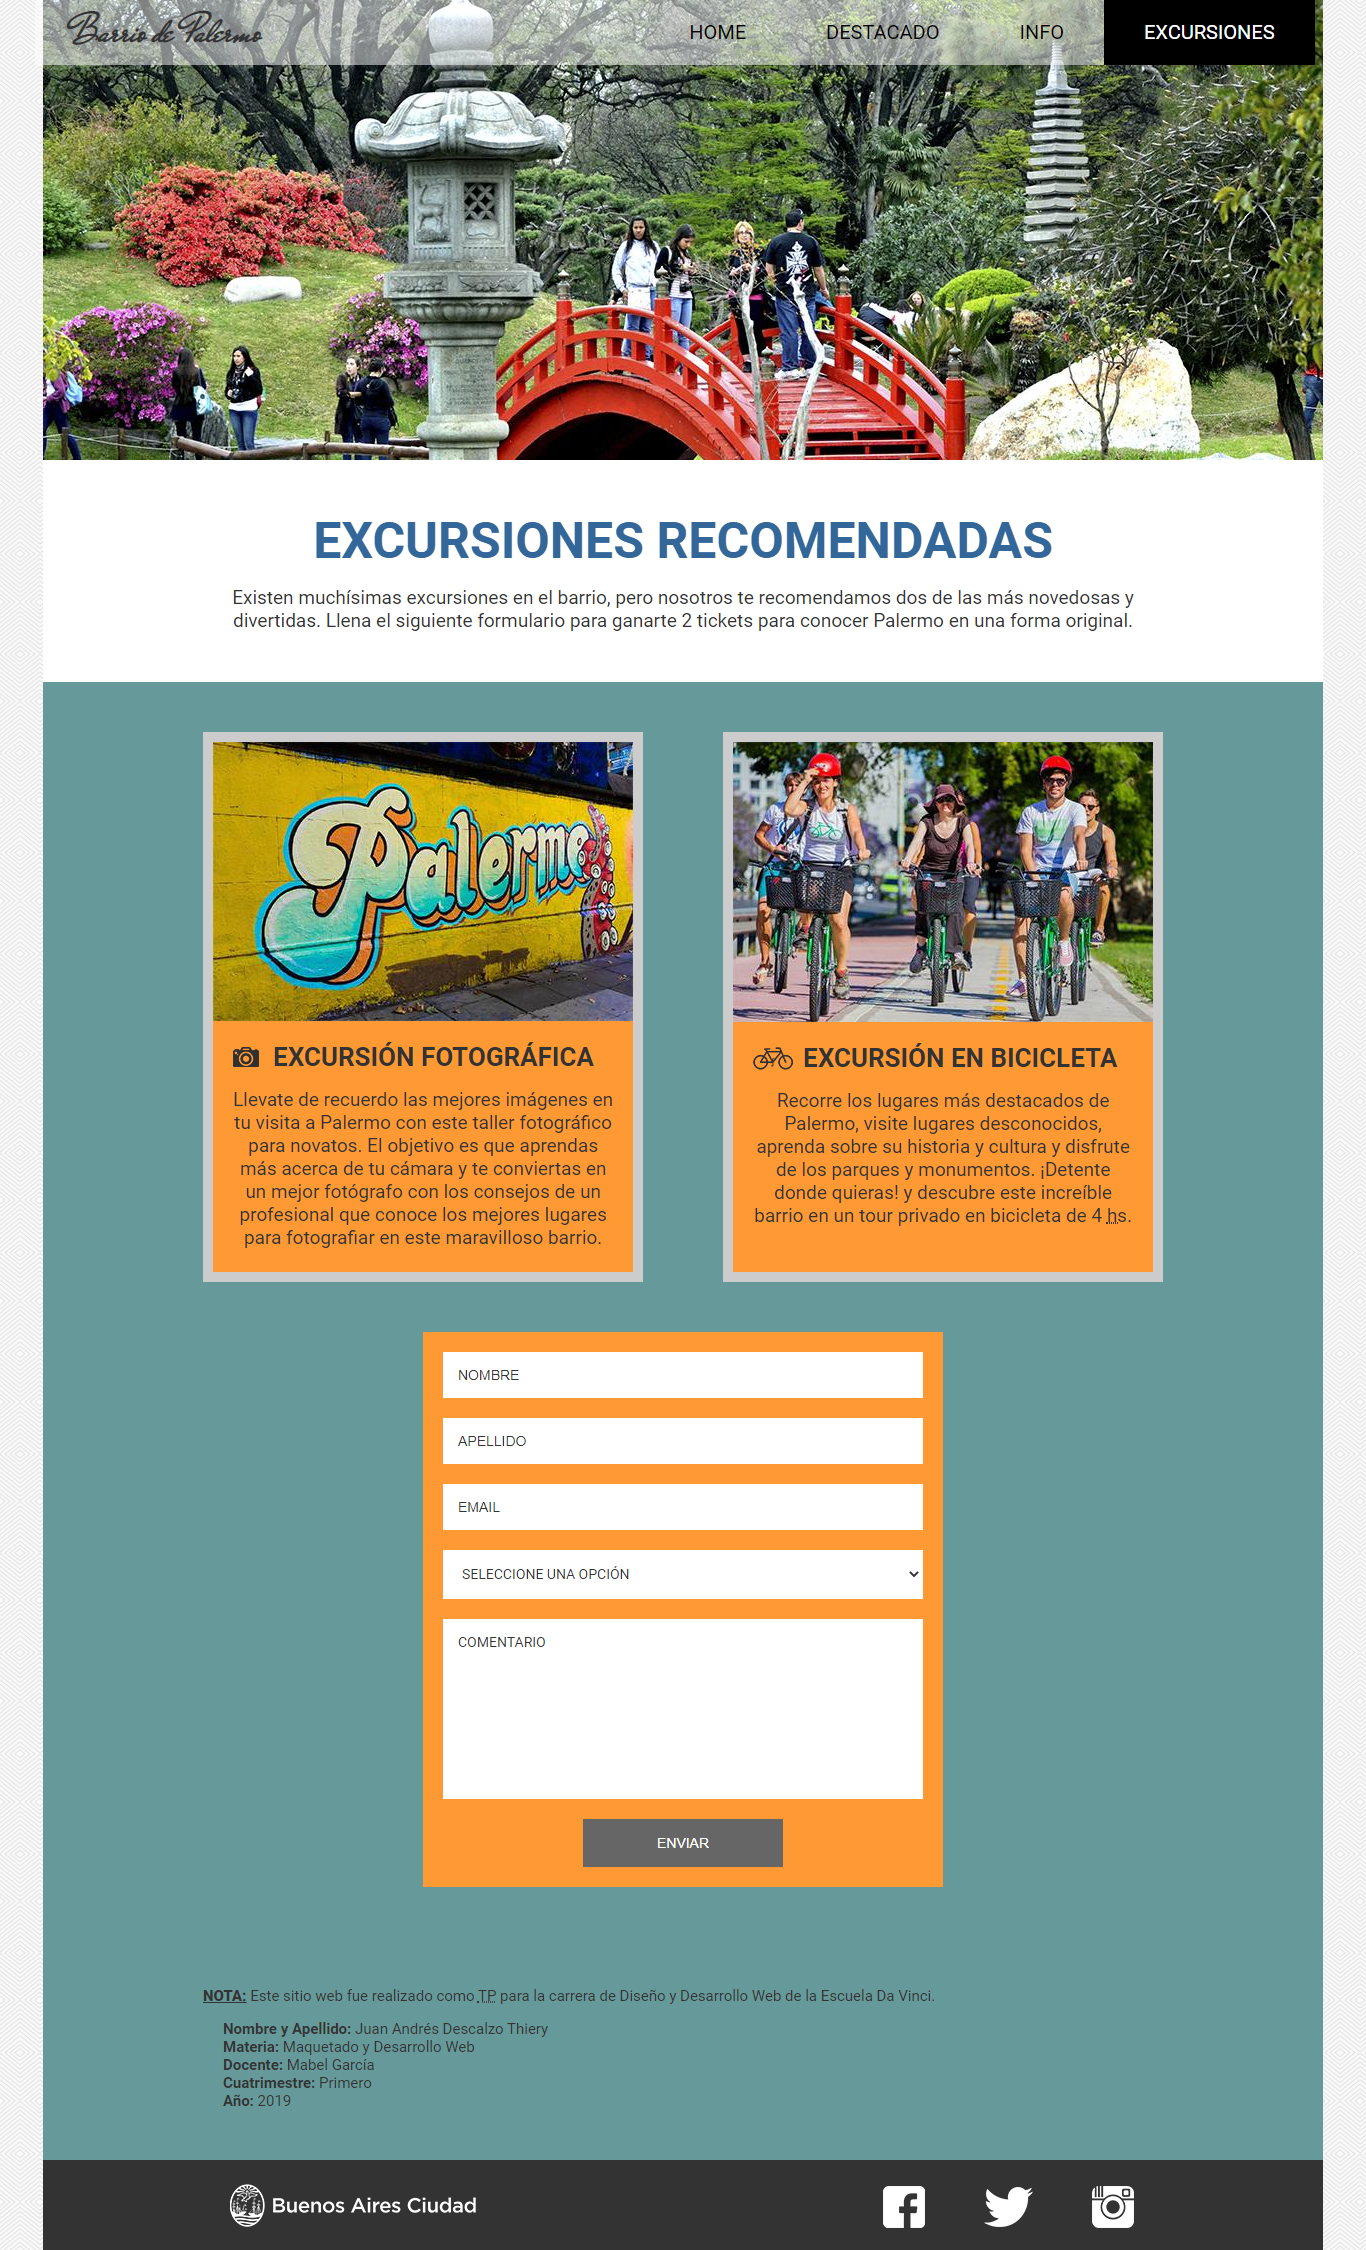 Barrio de Palermo
HOME DESTACADO INFO EXCURSIONES
EXCURSIONES RECOMENDADAS
Existen muchísimas excursiones en el barrio, pero nosotros te recomendamos dos de las más novedosas y
divertidas. Llena el siguiente formulario para ganarte 2 tickets para conocer Palermo en una forma original.
Palermo
EXCURSIÓN FOTOGRÁFICA
Llevate de recuerdo las mejores imágenes en
tu visita a Palermo con este taller fotográfico
para novatos. El objetivo es que aprendas
más acerca de tu cámara y te conviertas en
un mejor fotógrafo con los consejos de un
profesional que conoce los mejores lugares
para fotografiar en este maravilloso barrio.
EXCURSIÓN EN BICICLETA
Recorre los lugares más destacados de
Palermo, visite lugares desconocidos,
aprenda sobre su historia y cultura y disfrute
de los parques y monumentos. ¡Detente
donde quieras! y descubre este increíble
barrio en un tour privado en bicicleta de 4 hs.
NOMBRE
APELLIDO
EMAIL
SELECCIONE UNA OPCIÓN
COMENTARIO
ENVIAR
NOTA: Este sitio web fue realizado como TP para la carrera de Diseño y Desarrollo Web de la Escuela Da Vinci.
Nombre y Apellido: Juan Andrés Descalzo Thiery
Materia: Maquetado y Desarrollo Web
Docente: Mabel García
Cuatrimestre: Primero
Año: 2019
Buenos Aires Ciudad